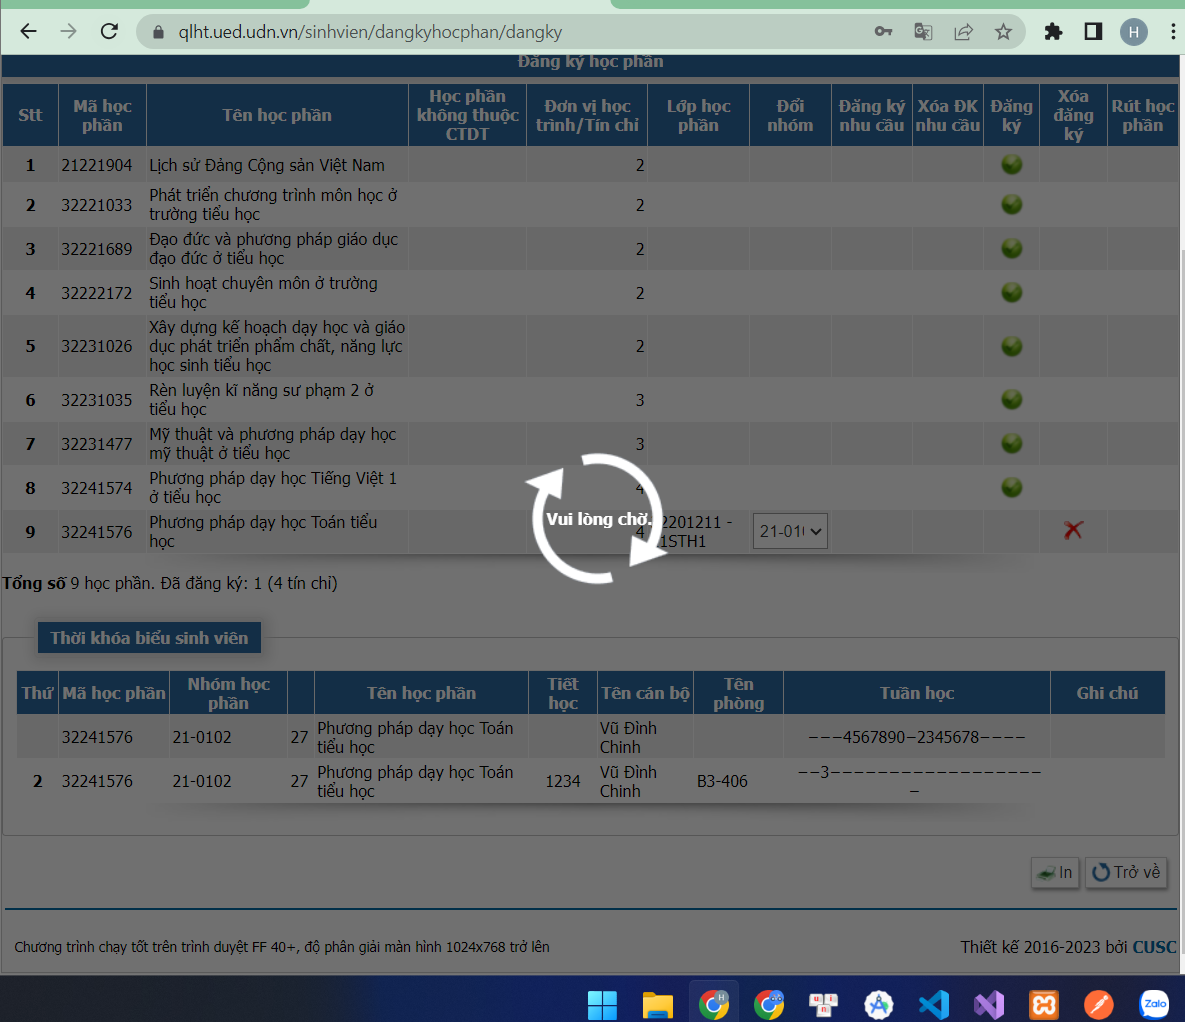 qlht.ued.udn.vn/sinhvien/dangkyhocphan/dangky
H
Đăng ký học phần
Stt Mã học phần Tên học phần Học phần không thuộc CTDT Đơn vị học trình/Tín chỉ Lớp học phần Đổi nhóm Đăng ký nhu cầu Xóa ĐK nhu cầu Đăng ký Xóa đăng ký Rút học phần
1 21221904 Lịch sử Đảng Cộng sản Việt Nam 2
2 32221033 Phát triển chương trình môn học ở trường tiểu học 2
3 32221689 Đạo đức và phương pháp giáo dục đạo đức ở tiểu học 2
4 32222172 Sinh hoạt chuyên môn ở trường tiểu học 2
5 32231026 Xây dựng kế hoạch dạy học và giáo dục phát triển phẩm chất, năng lực học sinh tiểu học 2
6 32231035 Rèn luyện kĩ năng sư phạm 2 ở tiểu học 3
7 32231477 Mỹ thuật và phương pháp dạy học mỹ thuật ở tiểu học 3
8 32241574 Phương pháp dạy học Tiếng Việt 1 ở tiểu học 4
Vui lòng chờ.
9 32241576 Phương pháp dạy học Toán tiểu học 4 2201211 - 1STH1 21-010
Tổng số 9 học phần. Đã đăng ký: 1 (4 tín chỉ)
Thời khóa biểu sinh viên
Thứ Mã học phần Nhóm học phần Tên học phần Tiết học Tên cán bộ Tên phòng Tuần học Ghi chú
32241576 21-0102 27 Phương pháp dạy học Toán tiểu học Vũ Đình Chinh ---4567890-2345678----
2 32241576 21-0102 27 Phương pháp dạy học Toán tiểu học 1234 Vũ Đình Chinh B3-406 --3-------------------
In Trở về
Chương trình chạy tốt trên trình duyệt FF 40+, độ phân giải màn hình 1024x768 trở lên
Thiết kế 2016-2023 bởi CUSC
H
Zalo